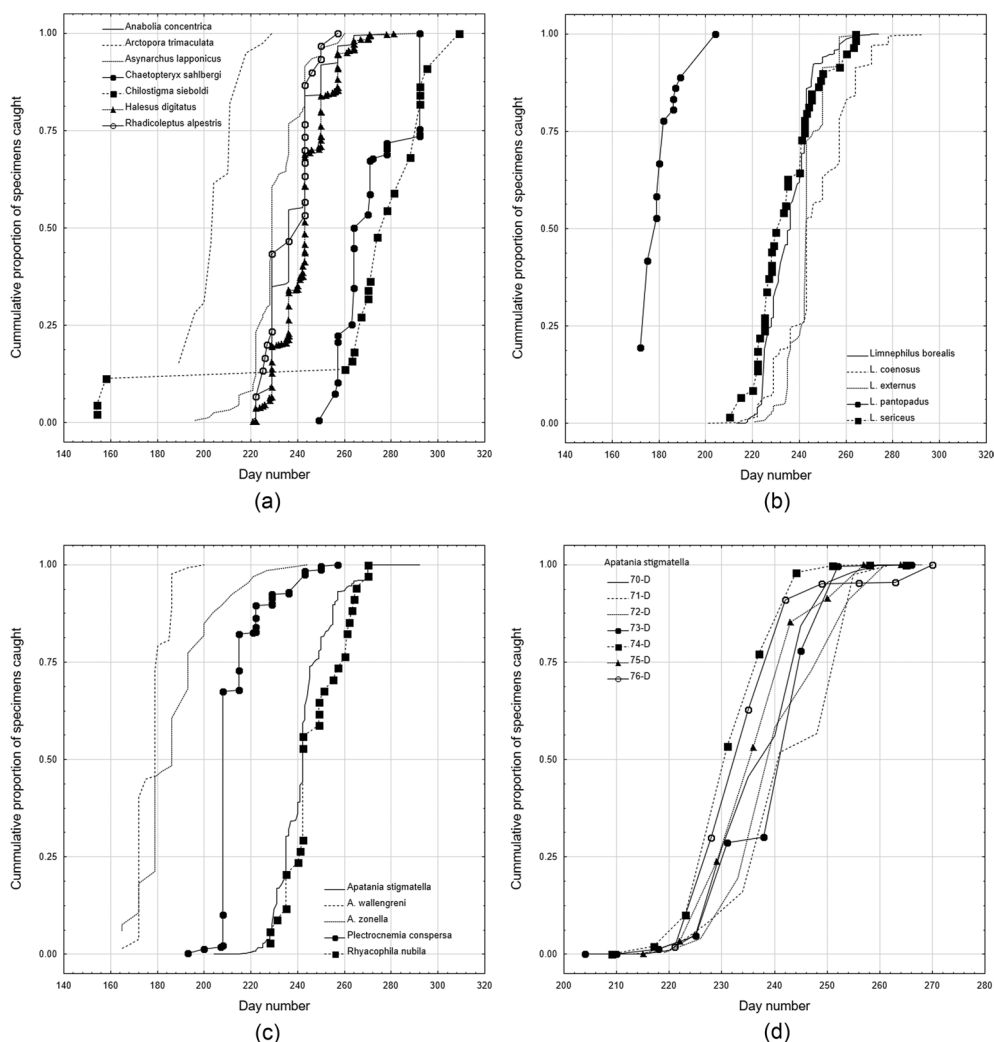 Anabolia concentrica
Arctopora trimaculata
Asynarchus lapponicus
Chaetopteryx sahlbergi
Chilostigma sieboldi
Halesus digitatus
Rhadicoleptus alpestris
Cummulative proportion of specimens caught
1.00
0.75
0.50
0.25
0.00
140 160 180 200 220 240 260 280 300 320
Day number
(a)
Limnephilus borealis
L. coenosus
L. externus
L. pantopadus
L. sericeus
Cummulative proportion of specimens caught
1.00
0.75
0.50
0.25
0.00
140 160 180 200 220 240 260 280 300 320
Day number
(b)
Apatania stigmatella
A. wallengreni
A. zonella
Plectrocnemia conspersa
Rhyacophila nubila
Cummulative proportion of specimens caught
1.00
0.75
0.50
0.25
0.00
140 160 180 200 220 240 260 280 300 320
Day number
(c)
Apatania stigmatella
70-D
71-D
72-D
73-D
74-D
75-D
76-D
Cummulative proportion of specimens caught
1.00
0.75
0.50
0.25
0.00
200 210 220 230 240 250 260 270 280
Day number
(d)